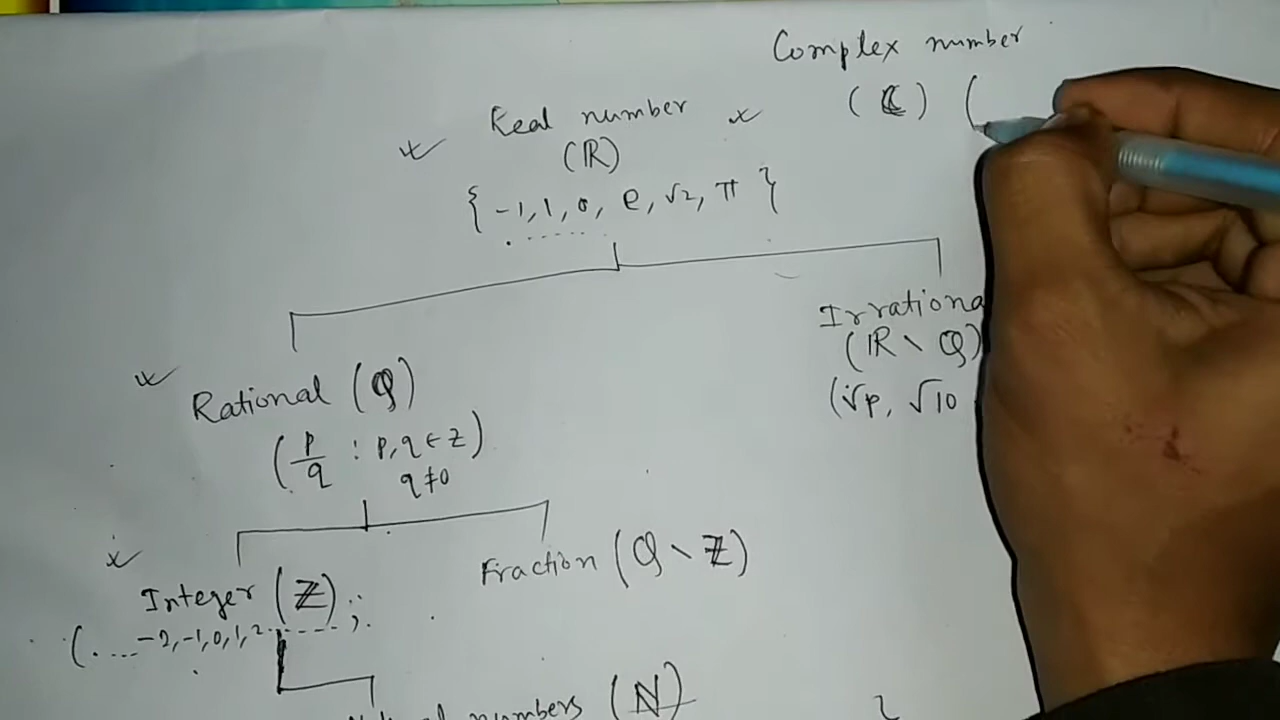 Complex number
(ℂ) (
Real number
(ℝ)
{ -1, 1, 0, e, √2, π }
Irrationa
(ℝ \ ℚ)
(√p, √10
Rational (ℚ)
(p/q : p, q ∈ z)
q ≠ 0
Fraction (ℚ \ ℤ)
Integer (ℤ)
(.... -2, -1, 0, 1, 2 -----
numbers (ℕ)